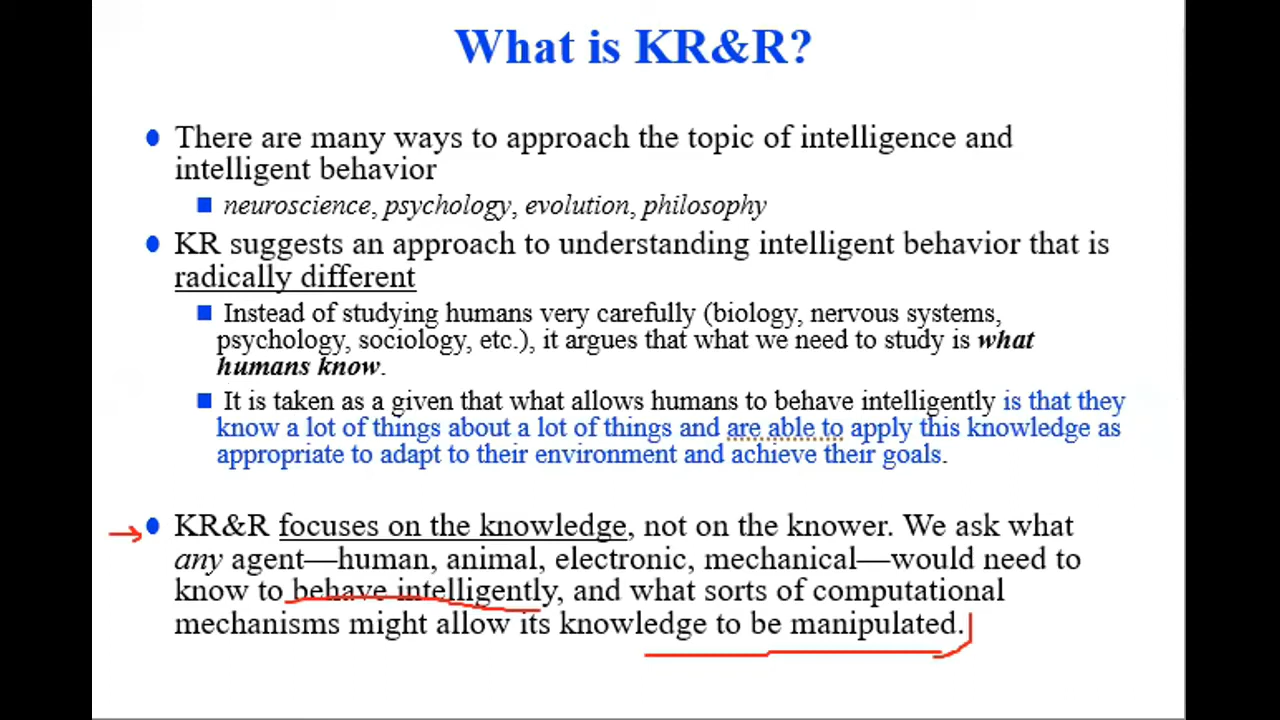 What is KR&R?
There are many ways to approach the topic of intelligence and
intelligent behavior
neuroscience, psychology, evolution, philosophy
KR suggests an approach to understanding intelligent behavior that is
radically different
Instead of studying humans very carefully (biology, nervous systems,
psychology, sociology, etc.), it argues that what we need to study is what
humans know.
It is taken as a given that what allows humans to behave intelligently is that they
know a lot of things about a lot of things and are able to apply this knowledge as
appropriate to adapt to their environment and achieve their goals.
KR&R focuses on the knowledge, not on the knower. We ask what
any agent—human, animal, electronic, mechanical—would need to
know to behave intelligently, and what sorts of computational
mechanisms might allow its knowledge to be manipulated.